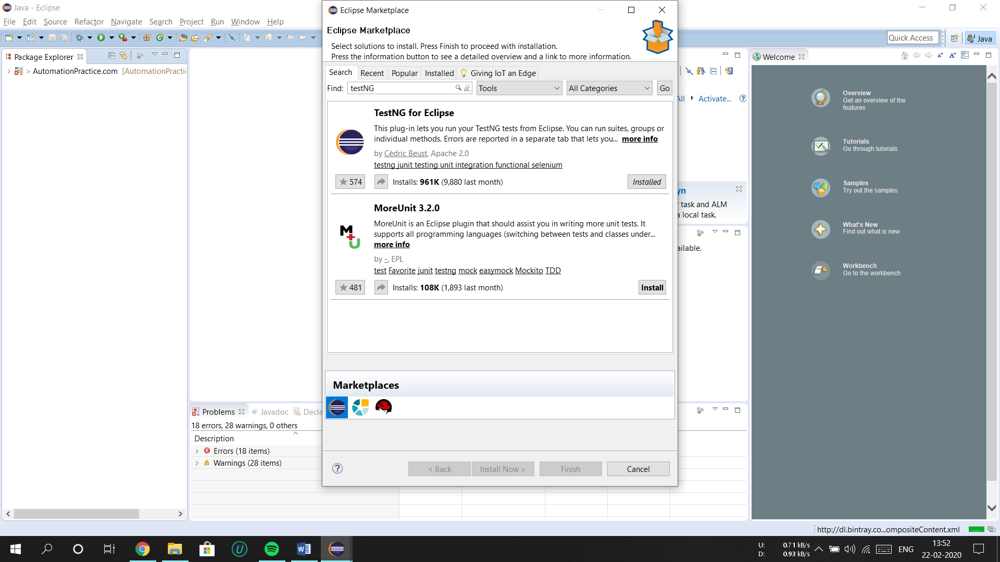 Java - Eclipse
File Edit Source Refactor Navigate Search Project Run Window Help
Quick Access
Java
Package Explorer
AutomationPractice.com [AutomationPracti
Eclipse Marketplace
Eclipse Marketplace
Select solutions to install. Press Finish to proceed with installation.
Press the information button to see a detailed overview and a link to more information.
Search Recent Popular Installed Giving IoT an Edge
Find: testNG Tools All Categories Go
TestNG for Eclipse
This plug-in lets you run your TestNG tests from Eclipse. You can run suites, groups or
individual methods. Errors are reported in a separate tab that lets you... more info
by Cédric Beust, Apache 2.0
testng junit testing unit integration functional selenium
574 Installs: 961K (9,880 last month) Installed
MoreUnit 3.2.0
MoreUnit is an Eclipse plugin that should assist you in writing more unit tests. It
supports all programming languages (switching between tests and classes under...
more info
by -, EPL
test Favorite junit testng mock easymock Mockito TDD
481 Installs: 108K (1,893 last month) Install
Marketplaces
< Back Install Now > Finish Cancel
All Activate...
yn
task and ALM
a local task.
ailable.
Welcome
Overview
Get an overview of the
features
Tutorials
Go through tutorials
Samples
Try out the samples
What's New
Find out what is new
Workbench
Go to the workbench
Problems Javadoc Decla
18 errors, 28 warnings, 0 others
Description
Errors (18 items)
Warnings (28 items)
http://dl.bintray.co...ompositeContent.xml
U: 0.71 kB/s
D: 0.93 kB/s
ENG
13:52
22-02-2020